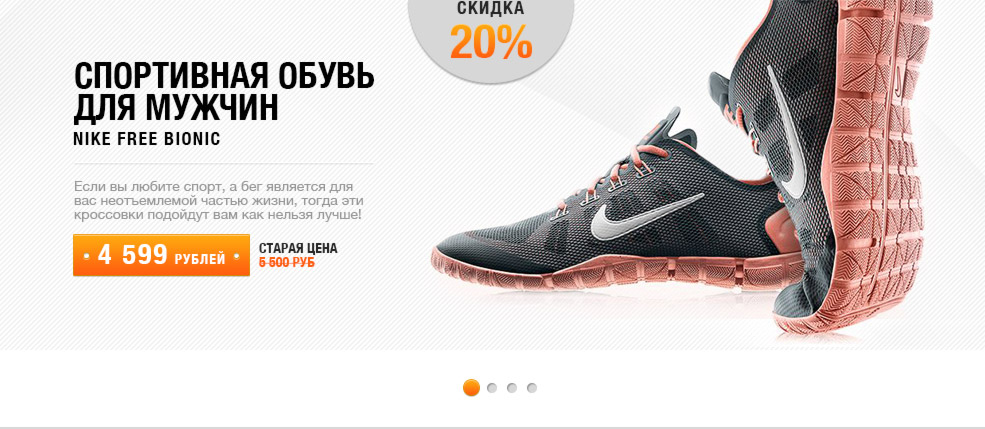 СКИДКА
20%
СПОРТИВНАЯ ОБУВЬ
ДЛЯ МУЖЧИН
NIKE FREE BIONIC
Если вы любите спорт, а бег является для
вас неотъемлемой частью жизни, тогда эти
кроссовки подойдут вам как нельзя лучше!
4 599 РУБЛЕЙ
СТАРАЯ ЦЕНА
5 500 РУБ